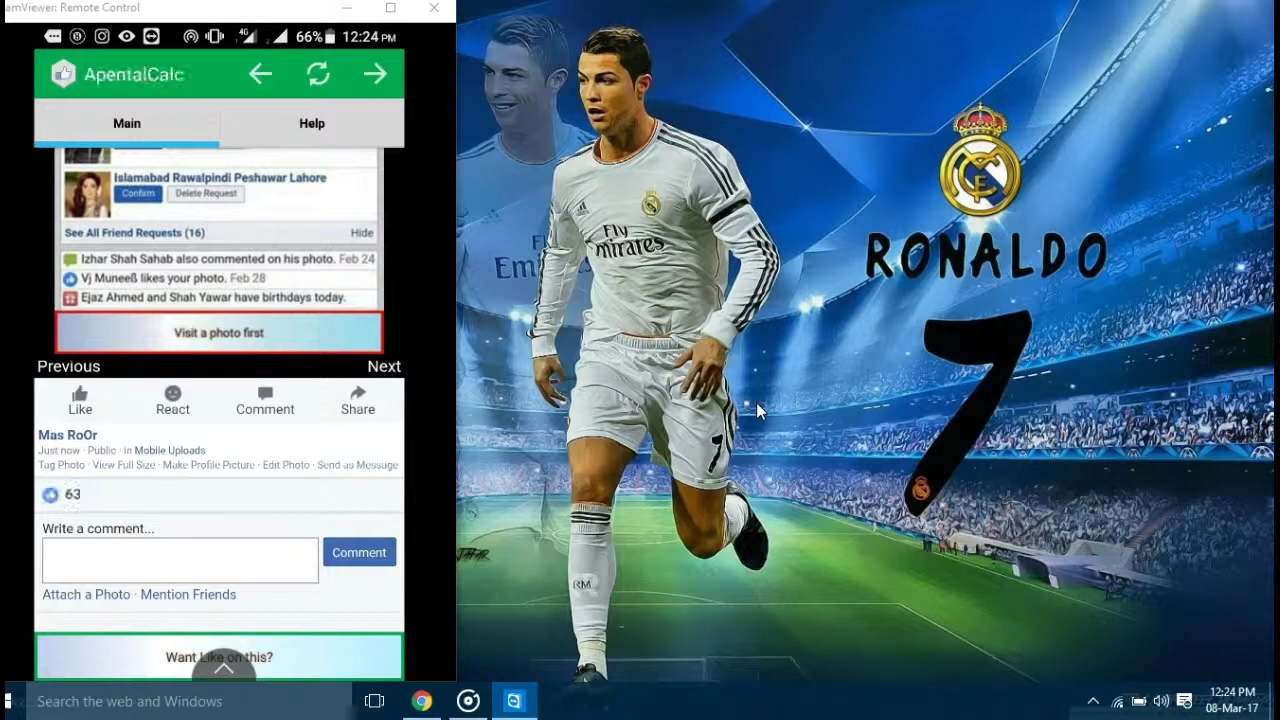 amViewer: Remote Control
4G 66% 12:24 PM
ApentalCalc
Main Help
Islamabad Rawalpindi Peshawar Lahore
Confirm Delete Request
See All Friend Requests (16) Hide
Izhar Shah Sahab also commented on his photo. Feb 24
Vj Muneeß likes your photo. Feb 28
Ejaz Ahmed and Shah Yawar have birthdays today.
Visit a photo first
Previous Next
Like React Comment Share
Mas RoOr
Just now · Public · in Mobile Uploads
Tag Photo · View Full Size · Make Profile Picture · Edit Photo · Send as Message
63
Write a comment...
Comment
Attach a Photo · Mention Friends
Want Like on this?
Search the web and Windows
Fly
Emirates
7
RM
RONALDO
7
12:24 PM
08-Mar-17